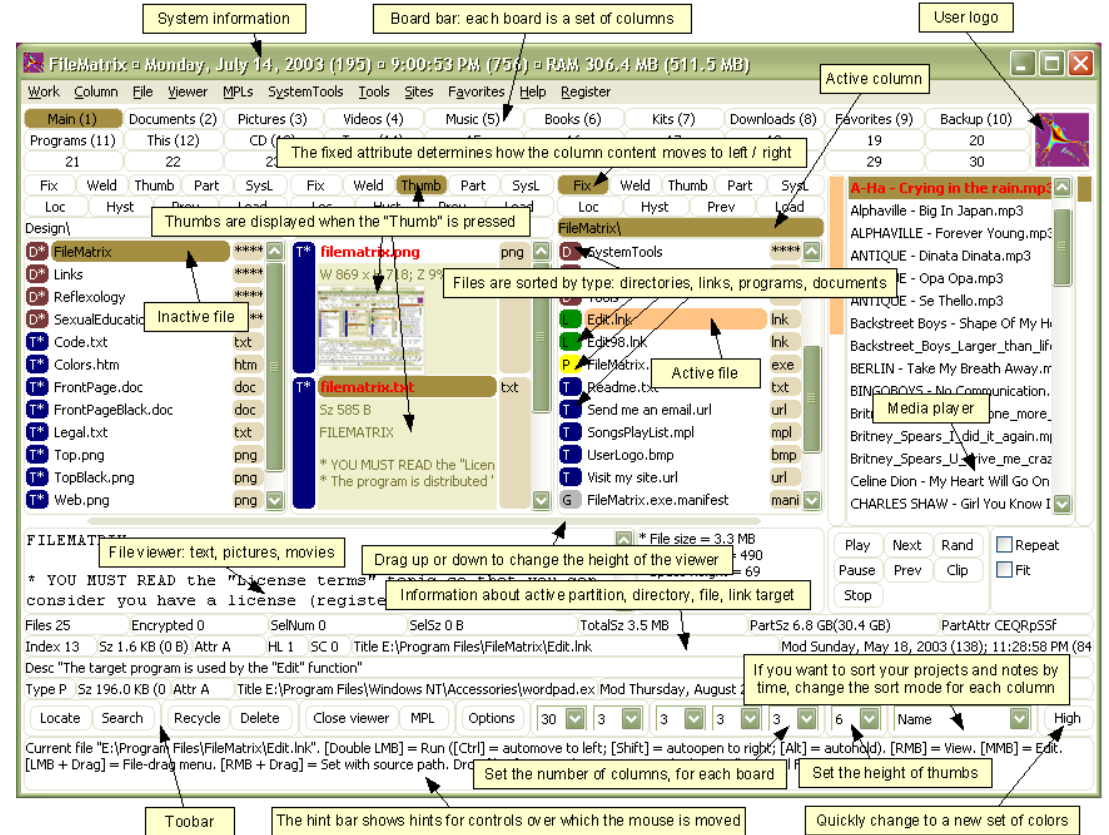 System information
Board bar: each board is a set of columns
User logo
FileMatrix ¤ Monday, July 14, 2003 (195) ¤ 9:00:53 PM (756) ¤ RAM 306.4 MB (511.5 MB)
Active column
Work Column File Viewer MPLs SystemTools Tools Sites Favorites Help Register
Main (1) Documents (2) Pictures (3) Videos (4) Music (5) Books (6) Kits (7) Downloads (8) Favorites (9) Backup (10)
Programs (11) This (12) 19 20
The fixed attribute determines how the column content moves to left / right
21 22 29 30
Fix Weld Thumb Part SysL Fix Weld Thumb Part SysL Fix Weld Thumb Part SysL
Loc Hyst Loc Hyst Prev Load
Thumbs are displayed when the "Thumb" is pressed
Design\
FileMatrix\
D* FileMatrix ****
D* Links ****
D* Reflexology ****
D*
Inactive file
T* Code.txt txt
T* Colors.htm htm
T* FrontPage.doc doc
T* FrontPageBlack.doc doc
T* Legal.txt txt
T* Top.png png
T* TopBlack.png png
T* Web.png png
T* filematrix.png png
T* filematrix.txt txt
Sz 585 B
FILEMATRIX
* YOU MUST READ the "Licen
* The program is distributed
D SystemTools ****
Files are sorted by type: directories, links, programs, documents
L Edit.lnk lnk
L Edit98.lnk lnk
P FileMatrix. exe
Active file
T Readme.txt txt
T Send me an email.url url
T SongsPlayList.mpl mpl
T UserLogo.bmp bmp
T Visit my site.url url
G FileMatrix.exe.manifest mani
A-Ha - Crying in the rain.mp3
Alphaville - Big In Japan.mp3
ALPHAVILLE - Forever Young.mp3
ANTIQUE - Dinata Dinata.mp3
Opa Opa.mp3
ANTIQUE - Se Thello.mp3
Backstreet Boys - Shape Of My He
Backstreet_Boys_Larger_than_life
BERLIN - Take My Breath Away.m
BINGOBOYS - No Communication.
Media player
one_more_
Britney_Spears_I_did_it_again.mp
Britney_Spears_U_drive_me_craz
Celine Dion - My Heart Will Go On
CHARLES SHAW - Girl You Know I
FILEMATRIX
File viewer: text, pictures, movies
* YOU MUST READ the "License terms" topic so that you can
consider you have a license
* File size = 3.3 MB
= 490
= 69
Drag up or down to change the height of the viewer
Information about active partition, directory, file, link target
Play Next Rand Repeat
Pause Prev Clip Fit
Stop
Files 25 Encrypted 0 SelNum 0 SelSz 0 B TotalSz 3.5 MB PartSz 6.8 GB(30.4 GB) PartAttr CEQRpSSf
Index 13 Sz 1.6 KB (0 B) Attr A HL 1 SC 0 Title E:\Program Files\FileMatrix\Edit.lnk Mod Sunday, May 18, 2003 (138); 11:28:58 PM (84
Desc "The target program is used by the "Edit" function"
Type P Sz 196.0 KB (0 Attr A Title E:\Program Files\Windows NT\Accessories\wordpad.ex Mod Thursday, August
If you want to sort your projects and notes by
time, change the sort mode for each column
Locate Search Recycle Delete Close viewer MPL Options 30 3 3 3 3 6 Name High
Current file "E:\Program Files\FileMatrix\Edit.lnk". [Double LMB] = Run ([Ctrl] = automove to left; [Shift] = autoopen to right; [Alt] = autohold). [RMB] = View. [MMB] = Edit.
[LMB + Drag] = File-drag menu. [RMB + Drag] = Set with source path.
Set the number of columns, for each board
Set the height of thumbs
Toobar
The hint bar shows hints for controls over which the mouse is moved
Quickly change to a new set of colors